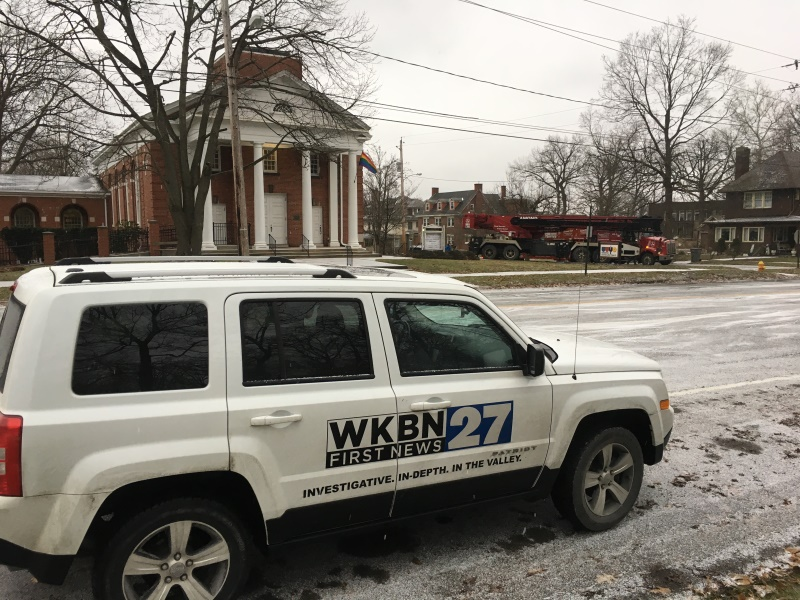 WKBN 27
FIRST NEWS
PATRIOT
INVESTIGATIVE. IN-DEPTH. IN THE VALLEY.